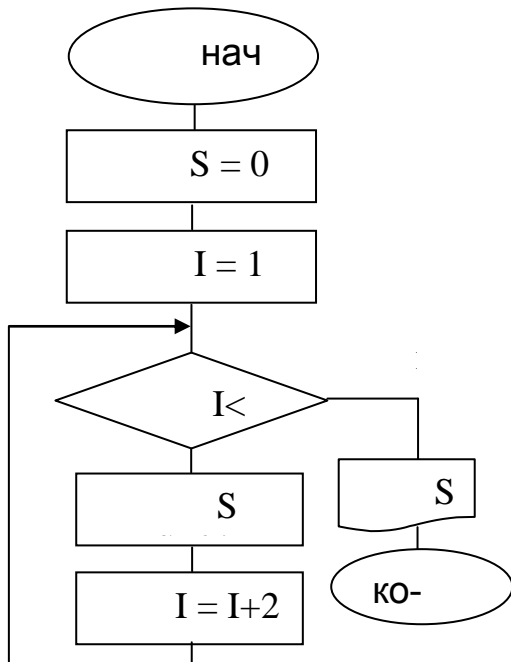 нач
S = 0
I = 1
I<
S
I = I+2
S
ко-